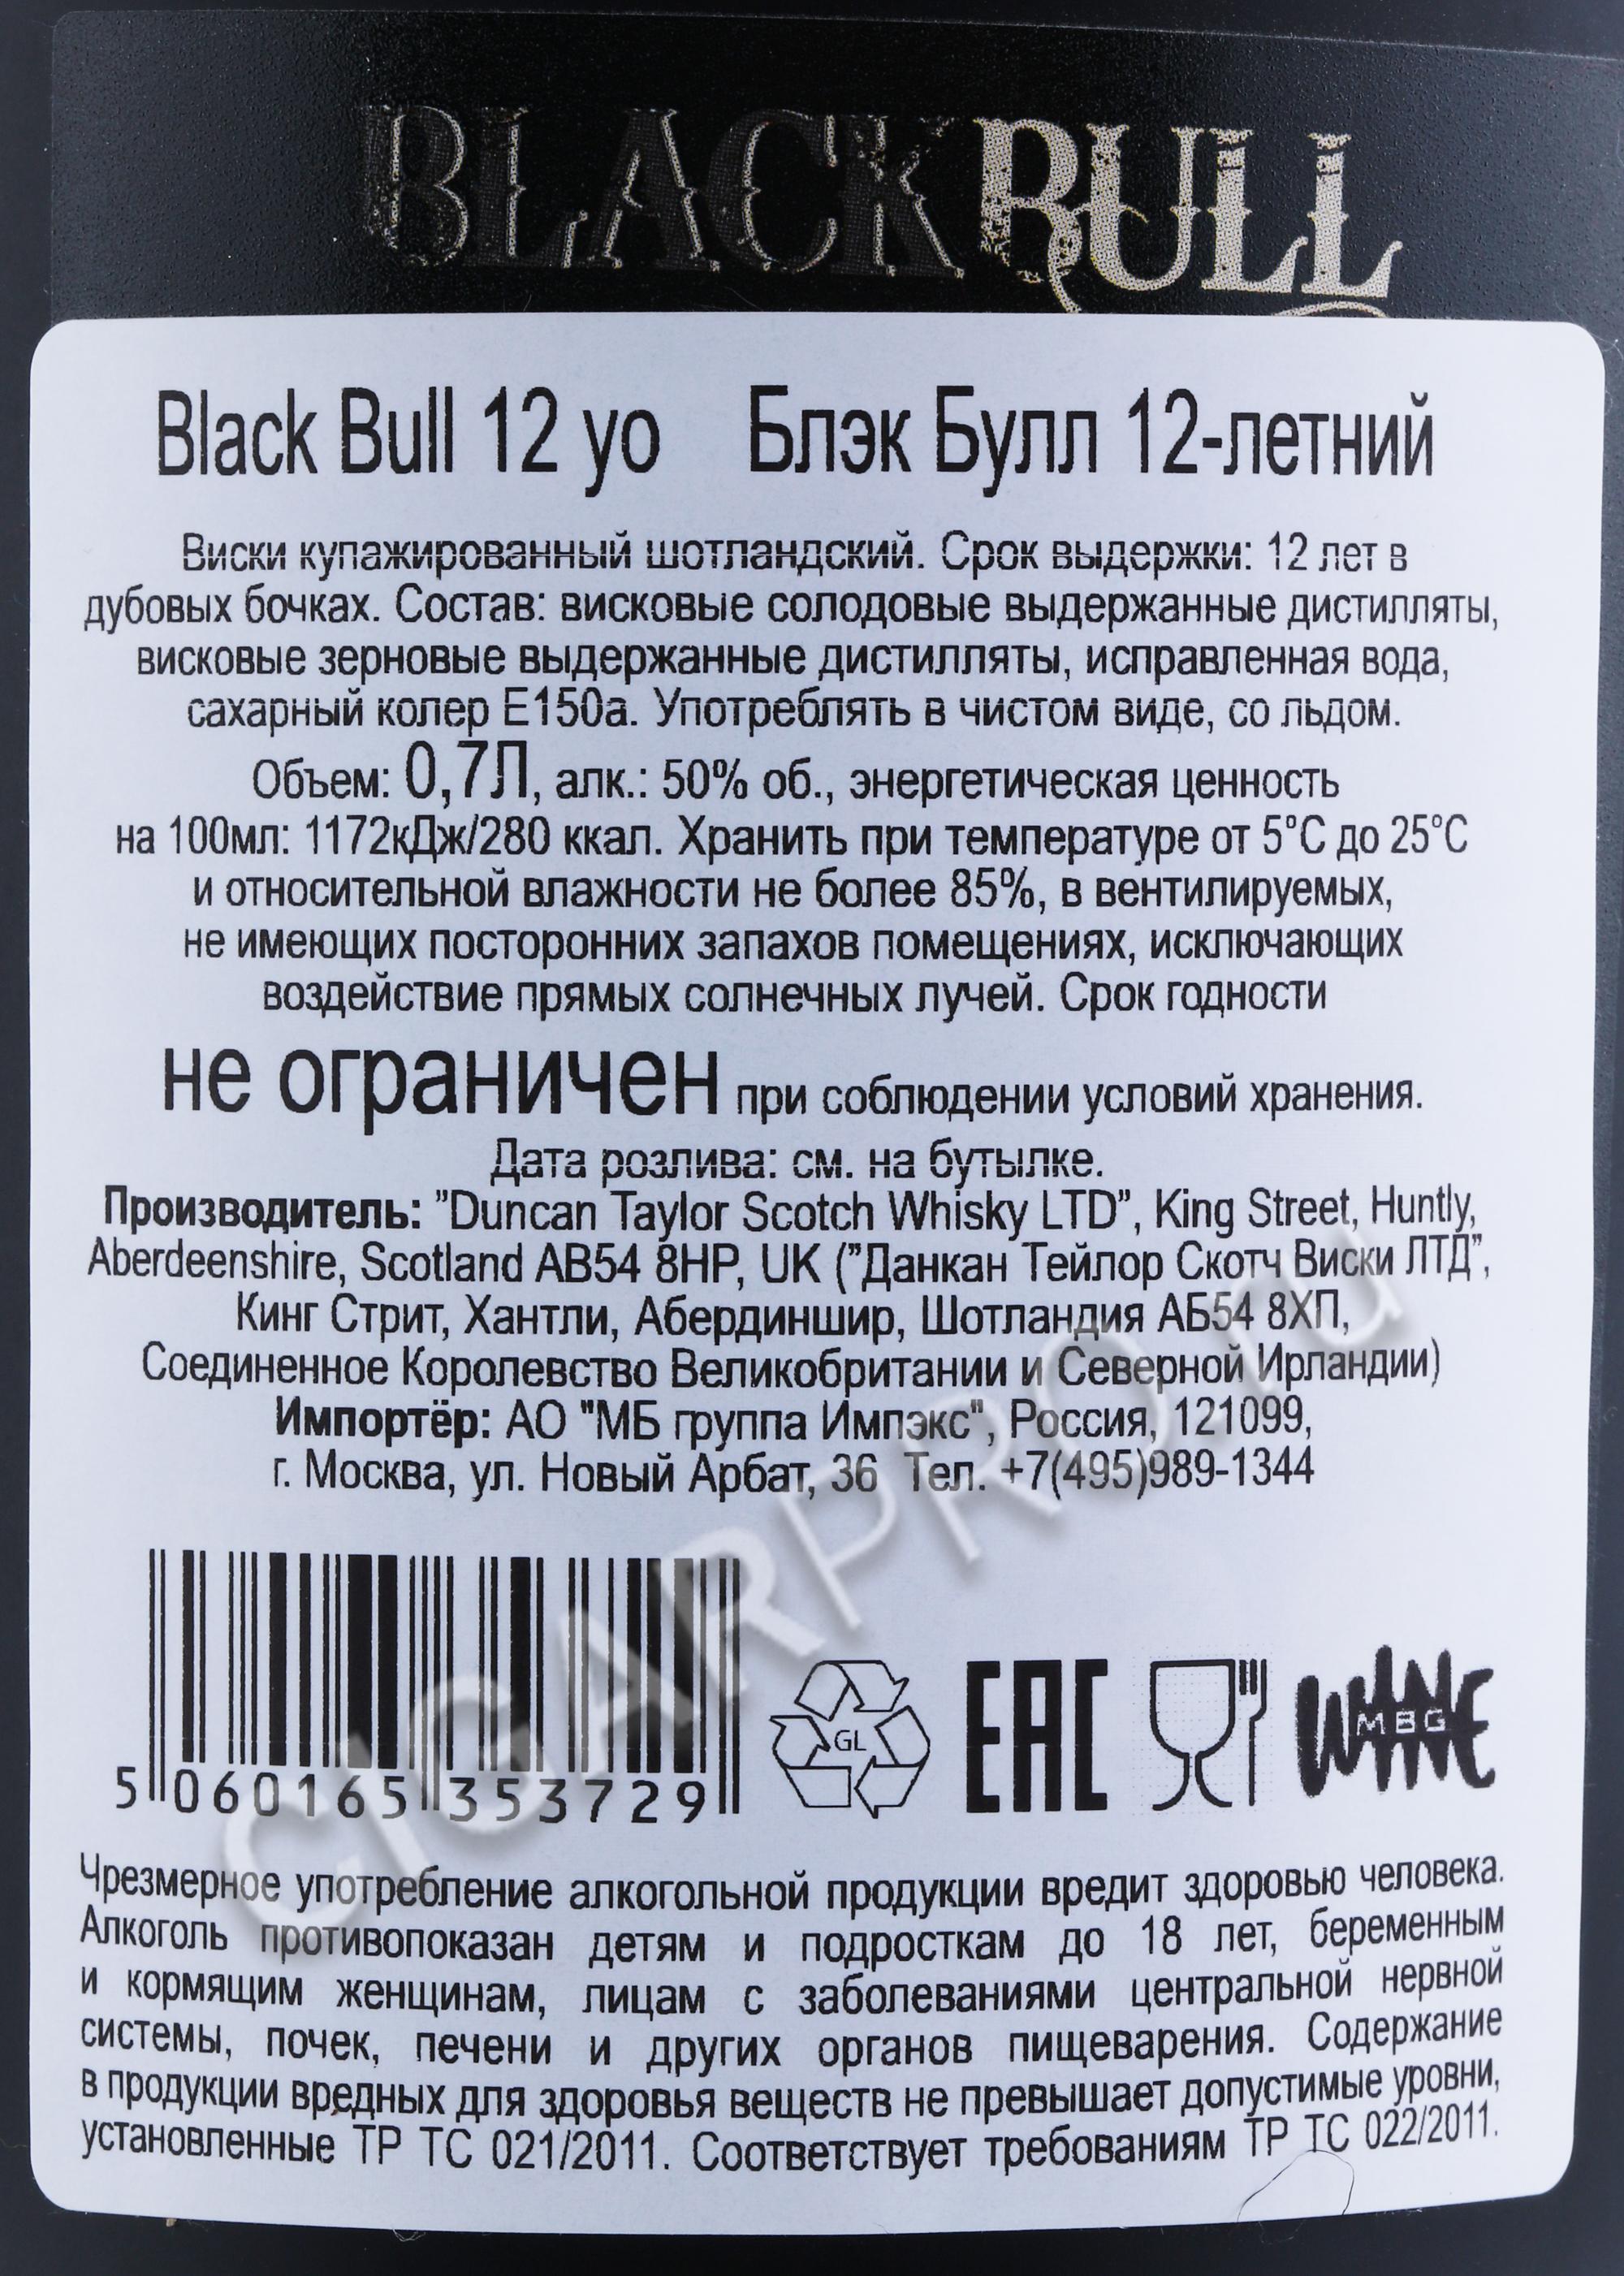 BLACK BULL
Black Bull 12 yo Блэк Булл 12-летний
Виски купажированный шотландский. Срок выдержки: 12 лет в
дубовых бочках. Состав: висковые солодовые выдержанные дистилляты,
висковые зерновые выдержанные дистилляты, исправленная вода,
сахарный колер Е150а. Употреблять в чистом виде, со льдом.
Объем: 0,7Л, алк.: 50% об., энергетическая ценность
на 100мл: 1172кДж/280 ккал. Хранить при температуре от 5°С до 25°С
и относительной влажности не более 85%, в вентилируемых,
не имеющих посторонних запахов помещениях, исключающих
воздействие прямых солнечных лучей. Срок годности
не ограничен при соблюдении условий хранения.
Дата розлива: см. на бутылке.
Производитель: "Duncan Taylor Scotch Whisky LTD", King Street, Huntly,
Aberdeenshire, Scotland AB54 8HP, UK ("Данкан Тейлор Скотч Виски ЛТД",
Кинг Стрит, Хантли, Абердиншир, Шотландия АБ54 8ХП,
Соединенное Королевство Великобритании и Северной Ирландии)
Импортёр: АО "МБ группа Импэкс", Россия, 121099,
г. Москва, ул. Новый Арбат, 36 Тел. +7(495)989-1344
CIGARPRO.ru
GL EAC WINE MBG
5 060165 353729
Чрезмерное употребление алкогольной продукции вредит здоровью человека.
Алкоголь противопоказан детям и подросткам до 18 лет, беременным
и кормящим женщинам, лицам с заболеваниями центральной нервной
системы, почек, печени и других органов пищеварения. Содержание
в продукции вредных для здоровья веществ не превышает допустимые уровни,
установленные ТР ТС 021/2011. Соответствует требованиям ТР ТС 022/2011.